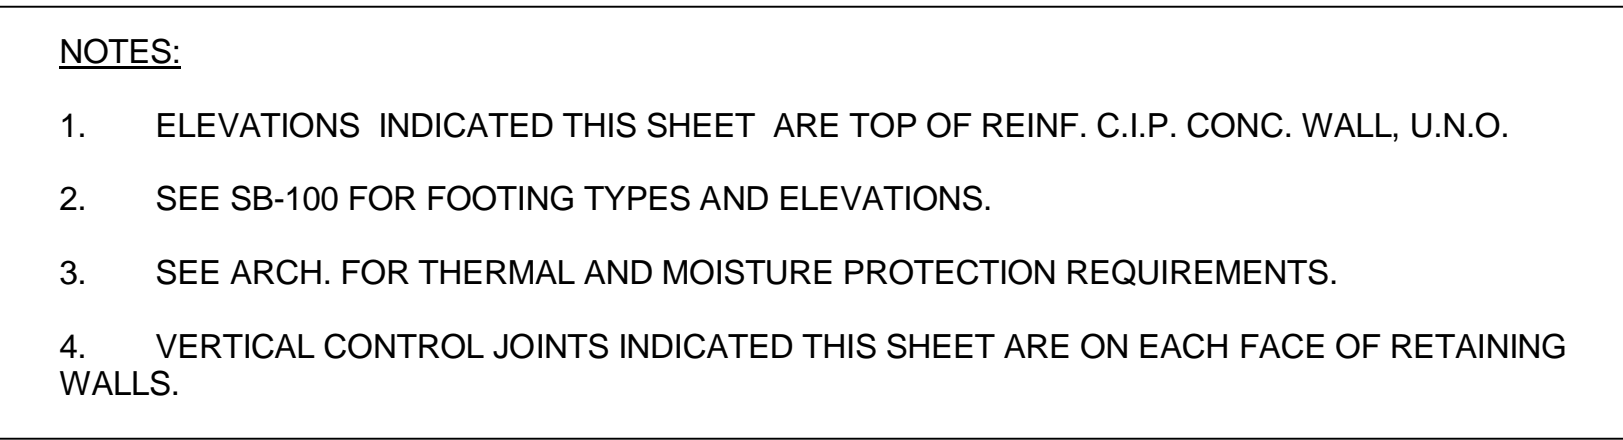 NOTES:
1. ELEVATIONS INDICATED THIS SHEET ARE TOP OF REINF. C.I.P. CONC. WALL, U.N.O.
2. SEE SB-100 FOR FOOTING TYPES AND ELEVATIONS.
3. SEE ARCH. FOR THERMAL AND MOISTURE PROTECTION REQUIREMENTS.
4. VERTICAL CONTROL JOINTS INDICATED THIS SHEET ARE ON EACH FACE OF RETAINING
WALLS.